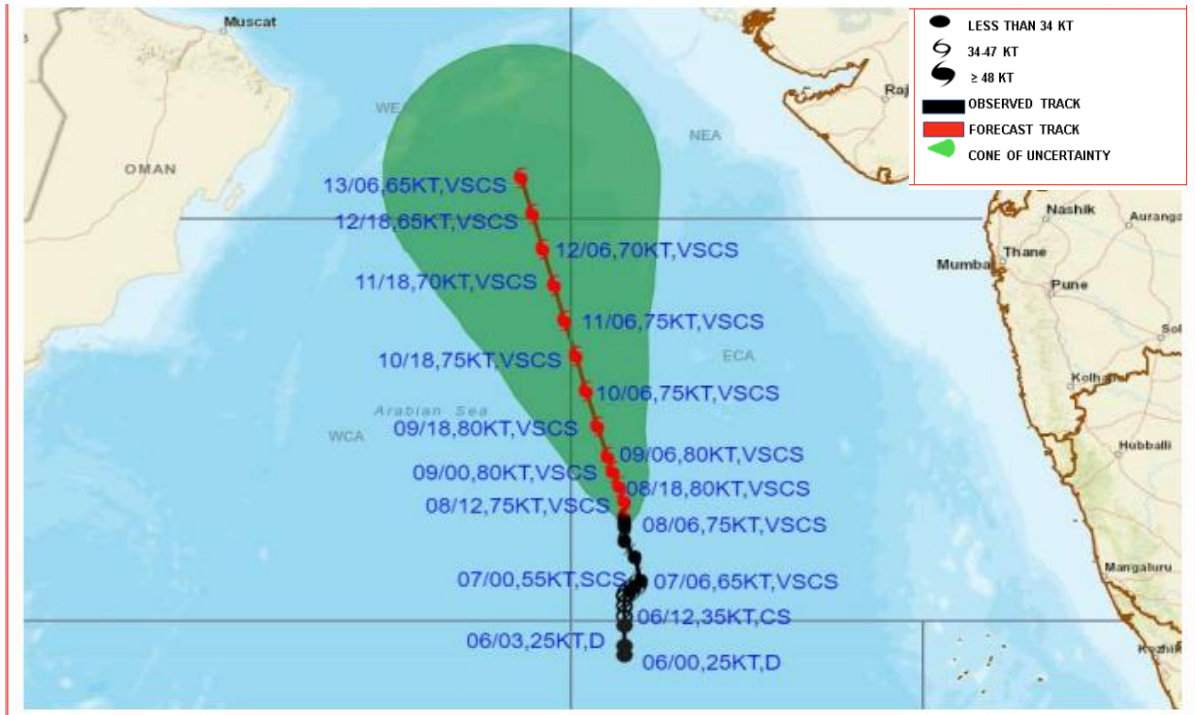 Muscat
OMAN
WE
NEA
ECA
WCA
Arabian Sea
Raj
Nashik
Auranga
Thane
Mumba
Pune
Sol
Kolha
Hubballi
Mangaluru
Kozhik
LESS THAN 34 KT
34-47 KT
≥ 48 KT
OBSERVED TRACK
FORECAST TRACK
CONE OF UNCERTAINTY
13/06,65KT,VSCS
12/18,65KT,VSCS
12/06,70KT,VSCS
11/18,70KT,VSCS
11/06,75KT,VSCS
10/18,75KT,VSCS
10/06,75KT,VSCS
09/18,80KT,VSCS
09/06,80KT,VSCS
09/00,80KT,VSCS
08/18,80KT,VSCS
08/12,75KT,VSCS
08/06,75KT,VSCS
07/00,55KT,SCS
07/06,65KT,VSCS
06/12,35KT,CS
06/03,25KT,D
06/00,25KT,D